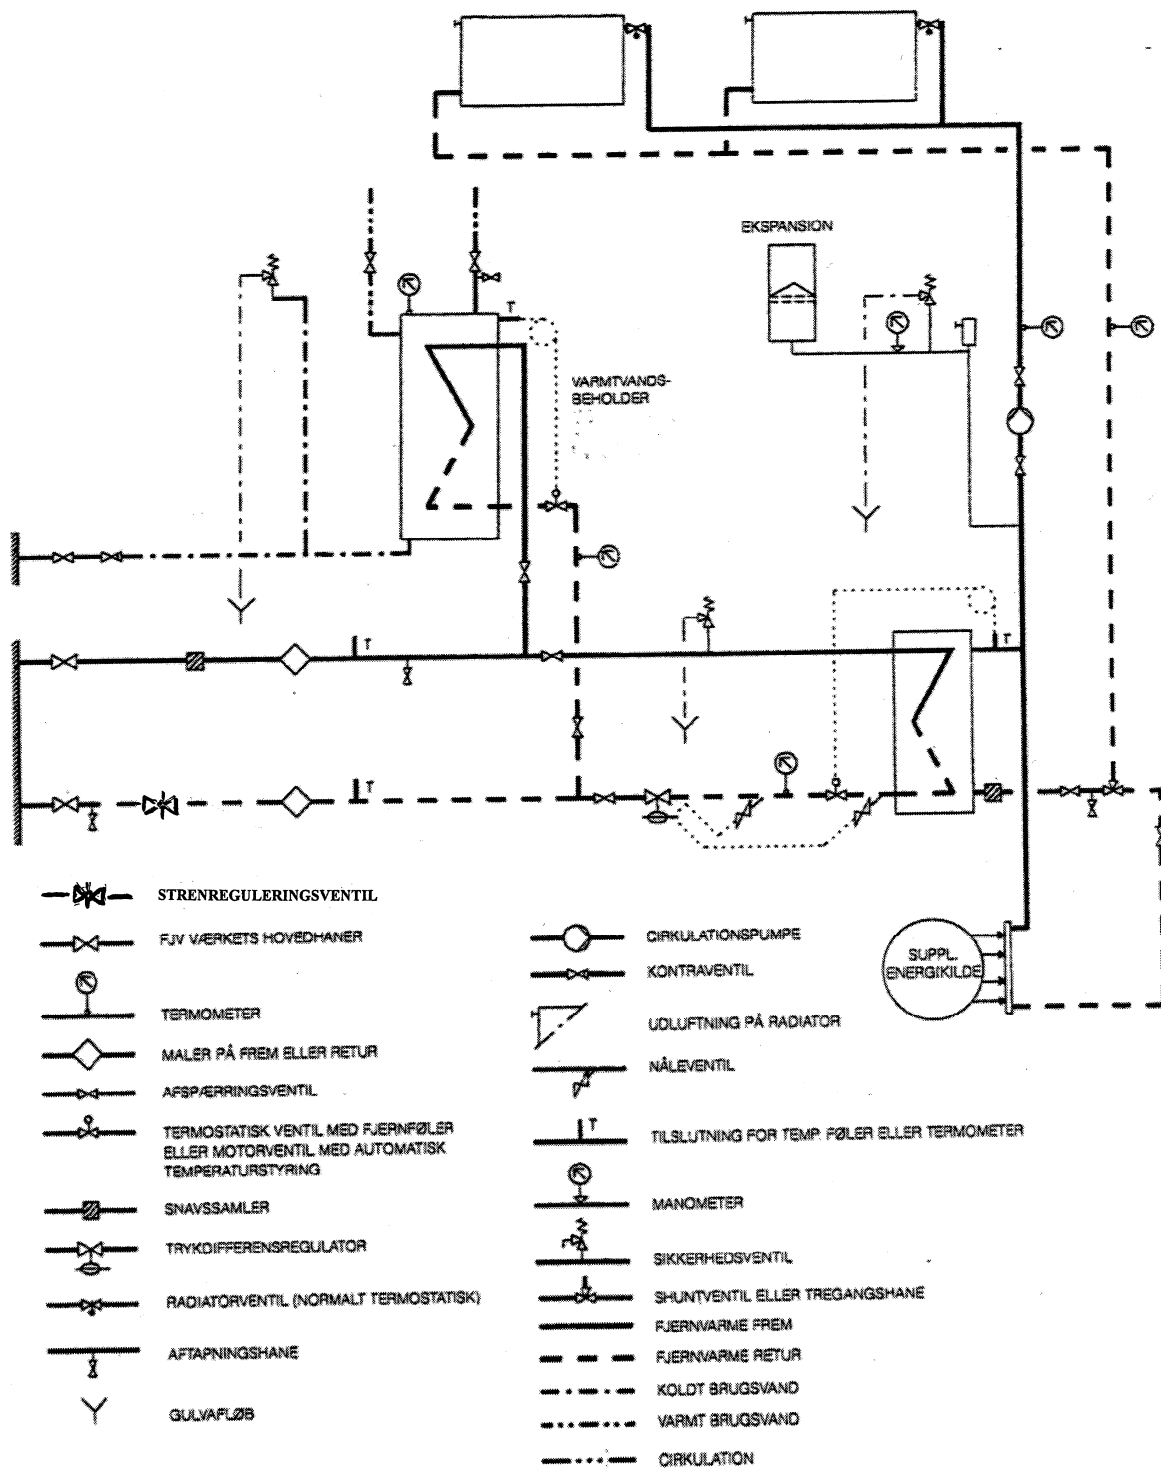 EKSPANSION
T
VARMTVANDS-
BEHOLDER
T
T
T
STRENREGULERINGSVENTIL
FJV VÆRKETS HOVEDHANER
TERMOMETER
MALER PÅ FREM ELLER RETUR
AFSPÆRRINGSVENTIL
TERMOSTATISK VENTIL MED FJERNFØLER
ELLER MOTORVENTIL MED AUTOMATISK
TEMPERATURSTYRING
SNAVSSAMLER
TRYKDIFFERENSREGULATOR
RADIATORVENTIL (NORMALT TERMOSTATISK)
AFTAPNINGSHANE
GULVAFLØB
CIRKULATIONSPUMPE
KONTRAVENTIL
UDLUFTNING PÅ RADIATOR
NÅLEVENTIL
T
TILSLUTNING FOR TEMP. FØLER ELLER TERMOMETER
MANOMETER
SIKKERHEDSVENTIL
SHUNTVENTIL ELLER TREGANGSHANE
FJERNVARME FREM
FJERNVARME RETUR
KOLDT BRUGSVAND
VARMT BRUGSVAND
CIRKULATION
SUPPL.
ENERGIKILDE